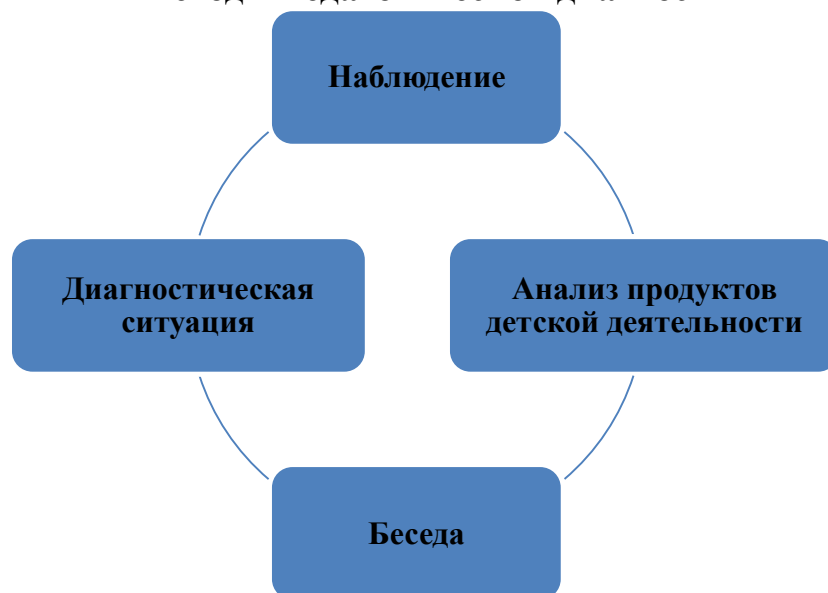 Наблюдение
Диагностическая
ситуация
Анализ продуктов
детской деятельности
Беседа